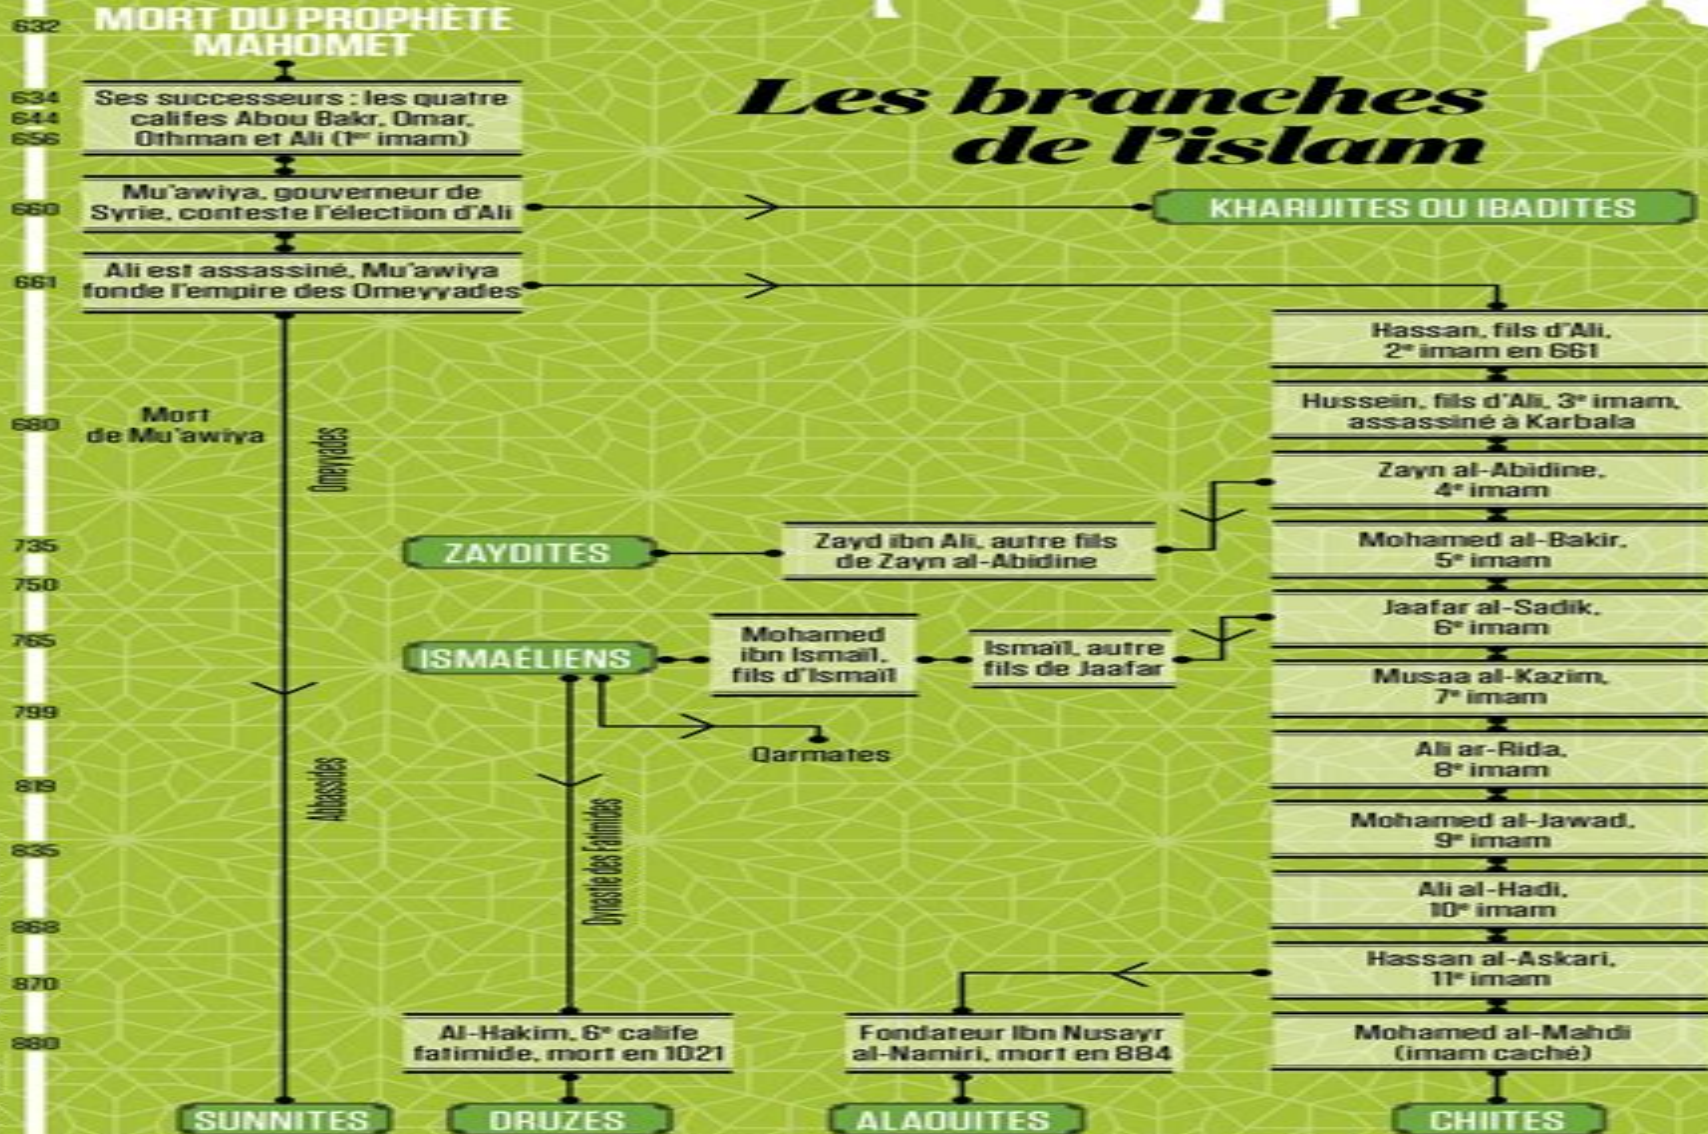 632
MORT DU PROPHÈTE
MAHOMET
Les branches
de l'islam
634
644
656
Ses successeurs : les quatre
califes Abou Bakr, Omar,
Othman et Ali (1er imam)
660
Mu'awiya, gouverneur de
Syrie, conteste l'élection d'Ali
KHARIJITES OU IBADITES
661
Ali est assassiné, Mu'awiya
fonde l'empire des Omeyyades
Hassan, fils d'Ali,
2e imam en 661
Hussein, fils d'Ali, 3e imam,
assassiné à Karbala
680
Mort
de Mu'awiya
Omeyyades
Zayn al-Abidine,
4e imam
735
ZAYDITES
Zayd ibn Ali, autre fils
de Zayn al-Abidine
Mohamed al-Bakir,
5e imam
750
Jaafar al-Sadik,
6e imam
765
ISMAÉLIENS
Mohamed
ibn Ismaïl,
fils d'Ismaïl
Ismaïl, autre
fils de Jaafar
Musaa al-Kazim,
7e imam
799
Qarmates
Ali ar-Rida,
8e imam
819
Abbassides
Dynastie des Fatimides
Mohamed al-Jawad,
9e imam
835
Ali al-Hadi,
10e imam
868
Hassan al-Askari,
11e imam
870
880
Al-Hakim, 6e calife
fatimide, mort en 1021
Fondateur Ibn Nusayr
al-Namiri, mort en 884
Mohamed al-Mahdi
(imam caché)
SUNNITES
DRUZES
ALAOUITES
CHIITES